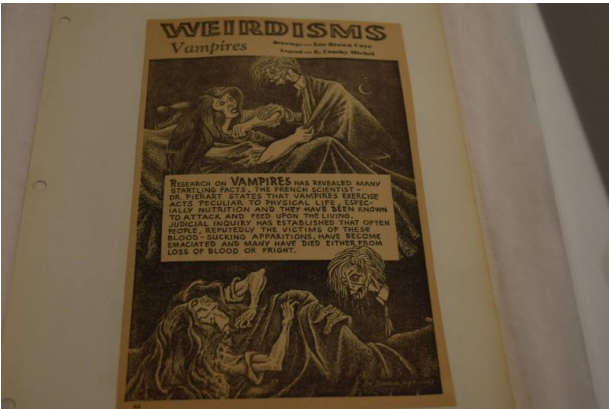 WEIRDISMS
Vampires
Drawings — Lee Brown Coye
Legend — E. Crosby Michel
RESEARCH ON VAMPIRES HAS REVEALED MANY
STARTLING FACTS. THE FRENCH SCIENTIST -
DR. PIERART STATES THAT VAMPIRES EXERCISE
ACTS PECULIAR TO PHYSICAL LIFE, ESPEC-
IALLY NUTRITION AND THEY HAVE BEEN KNOWN
TO ATTACK AND FEED UPON THE LIVING.
JUDICIAL INQUIRY HAS ESTABLISHED THAT OFTEN
PEOPLE, REPUTEDLY THE VICTIMS OF THESE
BLOOD-SUCKING APPARITIONS, HAVE BECOME
EMACIATED AND MANY HAVE DIED EITHER FROM
LOSS OF BLOOD OR FRIGHT.